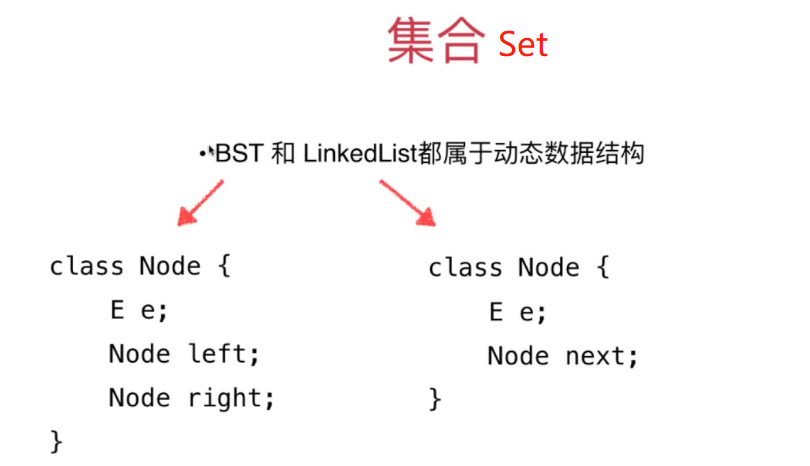 集合 Set
•BST 和 LinkedList都属于动态数据结构
class Node {
E e;
Node left;
Node right;
}
class Node {
E e;
Node next;
}